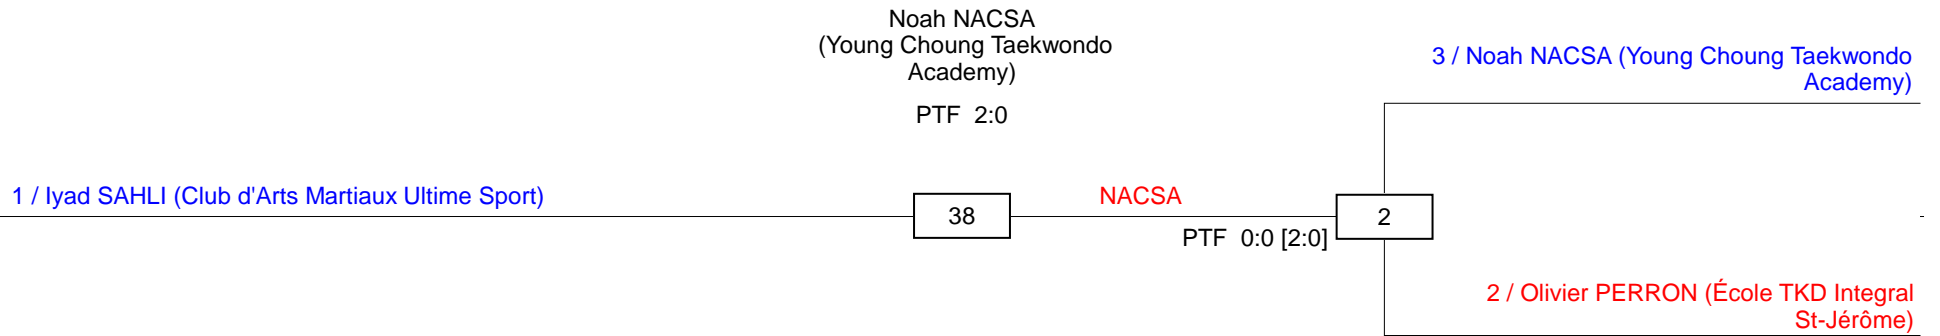 Noah NACSA
(Young Choung Taekwondo
Academy)
PTF 2:0
3 / Noah NACSA (Young Choung Taekwondo
Academy)
1 / Iyad SAHLI (Club d'Arts Martiaux Ultime Sport)
38
NACSA
2
PTF 0:0 [2:0]
2 / Olivier PERRON (École TKD Integral
St-Jérôme)